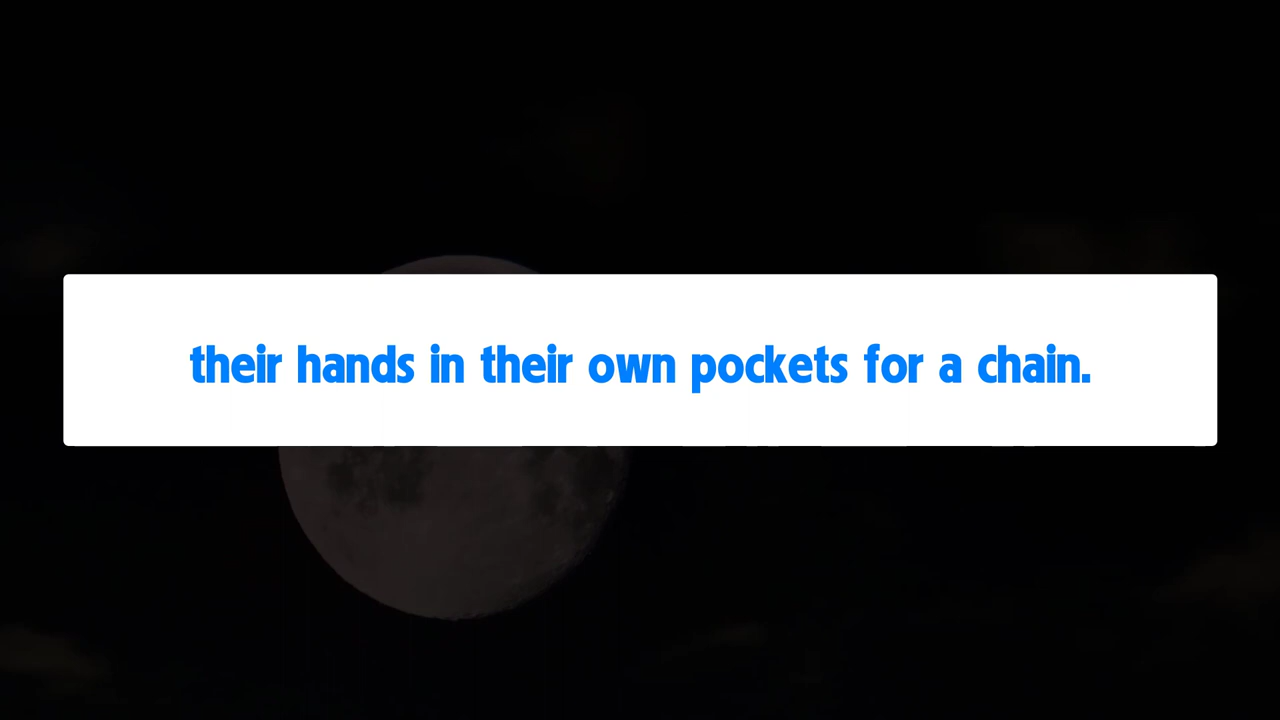 their hands in their own pockets for a chain.